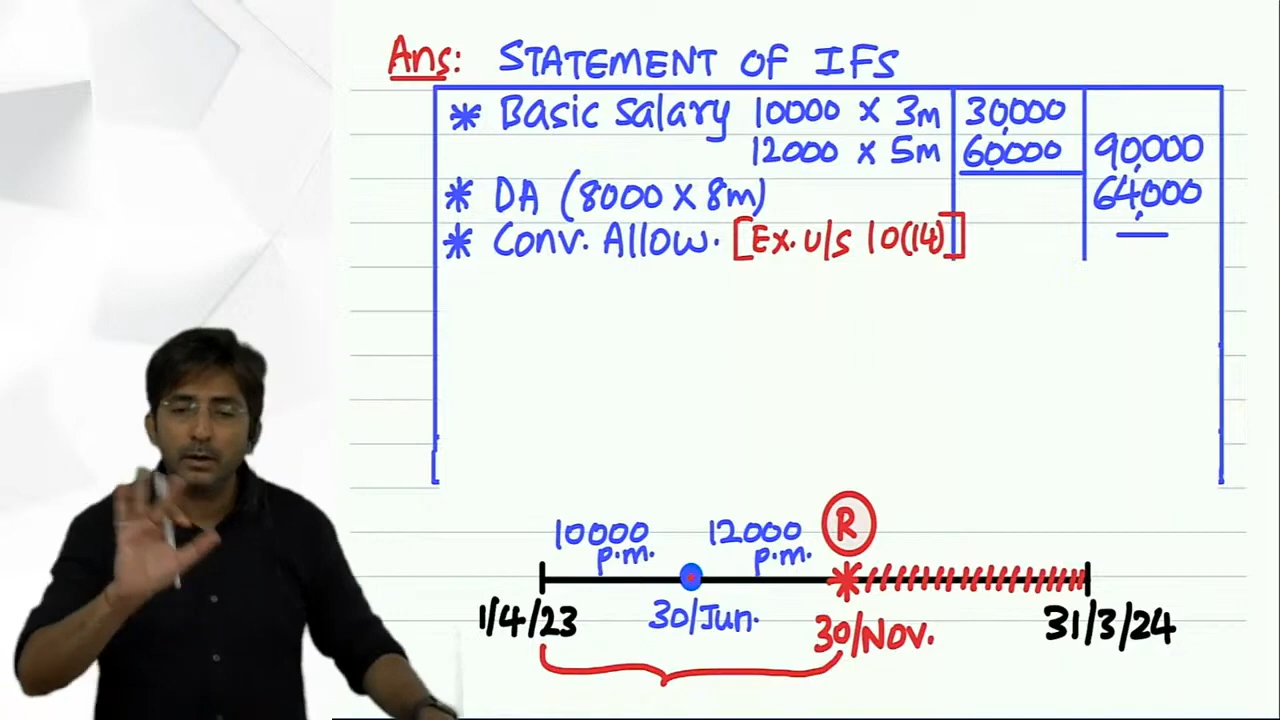 Ans: STATEMENT OF IFS
* Basic Salary 10000 x 3m 30,000
12000 x 5m 60,000 90,000
* DA (8000 x 8m) 64,000
* Conv. Allow. [Ex. u/s 10(14)]
10000 p.m. 12000 p.m. R
1/4/23 30/Jun. 30/Nov. 31/3/24